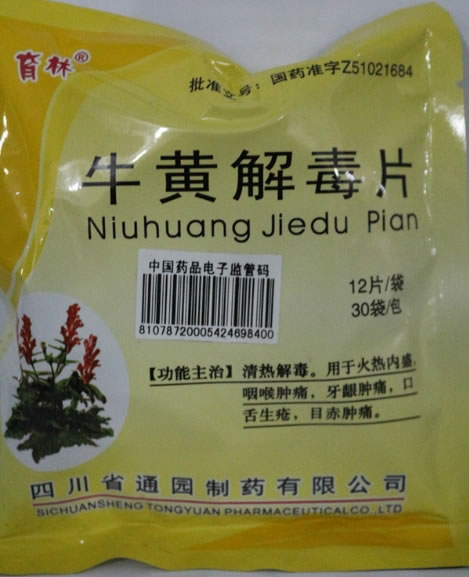 育林®
批准文号：国药准字Z51021684
牛黄解毒片
Niuhuang Jiedu Pian
中国药品电子监管码
81078720005424698400
12片/袋
30袋/包
【功能主治】清热解毒。用于火热内盛,
咽喉肿痛，牙龈肿痛，口
舌生疮，目赤肿痛。
四川省通园制药有限公司
SICHUANSHENG TONGYUAN PHARMACEUTICAL CO.,LTD